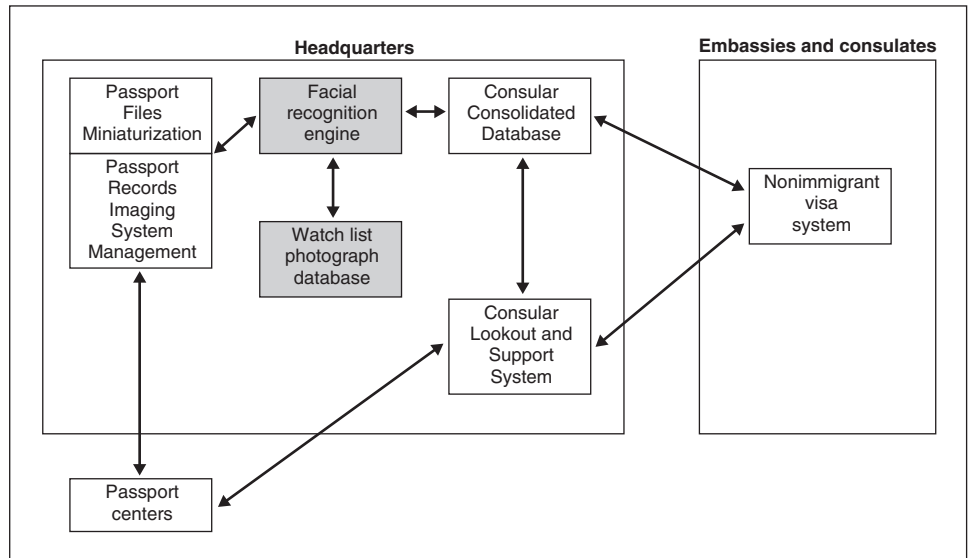 Headquarters
Embassies and consulates
Passport
Files
Miniaturization
Passport
Records
Imaging
System
Management
Facial
recognition
engine
Watch list
photograph
database
Consular
Consolidated
Database
Consular
Lookout and
Support
System
Nonimmigrant
visa
system
Passport
centers